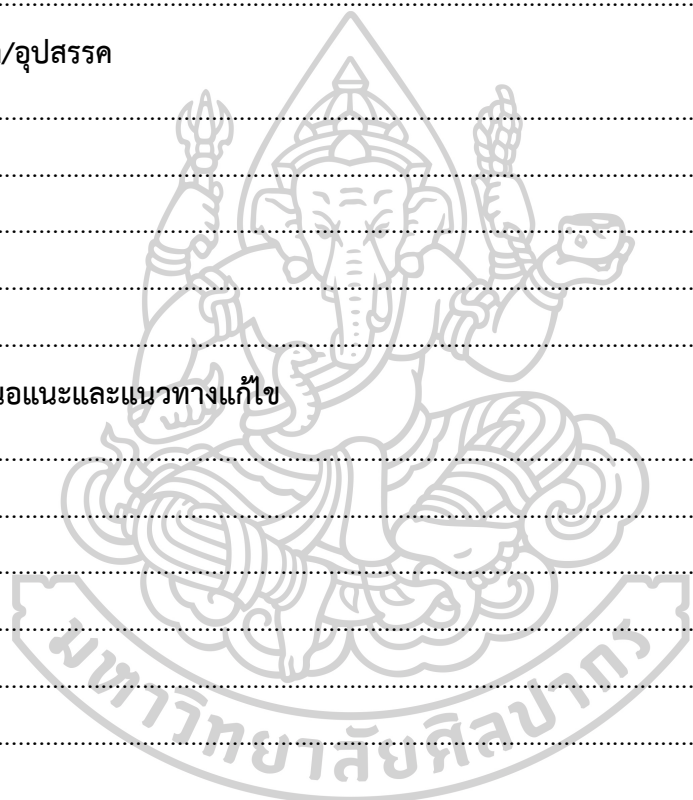 /อุปสรรค
นอแนะและแนวทางแก้ไข
มหาวิทยาลัยศิลปากร